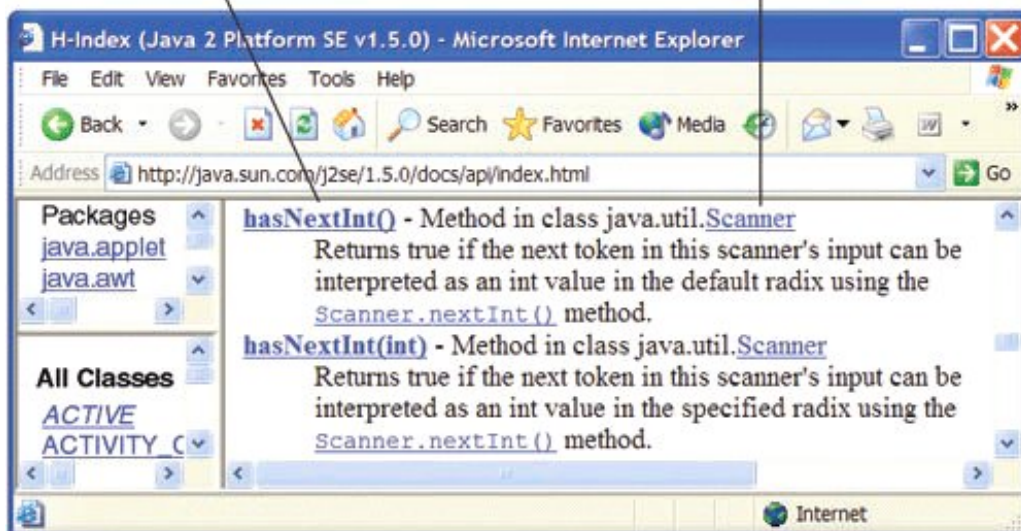 H-Index (Java 2 Platform SE v1.5.0) - Microsoft Internet Explorer
File Edit View Favorites Tools Help
Back Search Favorites Media
Address http://java.sun.com/j2se/1.5.0/docs/api/index.html Go
Packages
java.applet
java.awt
All Classes
ACTIVE
ACTIVITY_C
hasNextInt() - Method in class java.util.Scanner
Returns true if the next token in this scanner's input can be
interpreted as an int value in the default radix using the
Scanner.nextInt() method.
hasNextInt(int) - Method in class java.util.Scanner
Returns true if the next token in this scanner's input can be
interpreted as an int value in the specified radix using the
Scanner.nextInt() method.
Internet